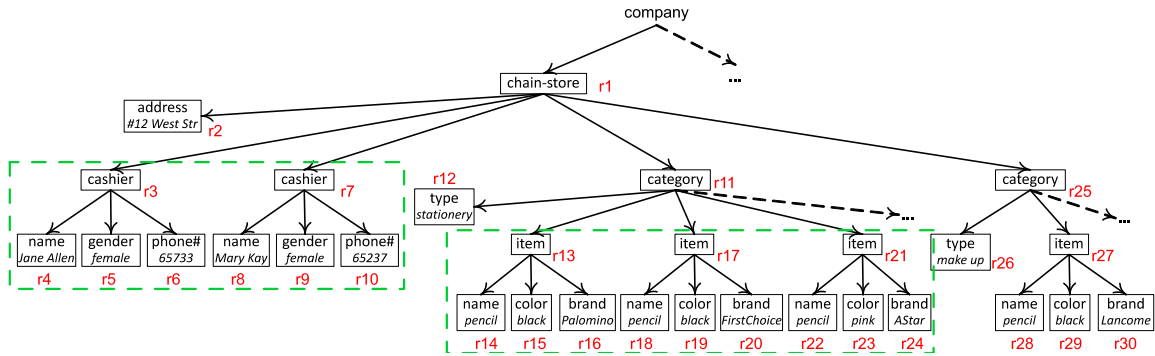 company
...
chain-store
r1
address
#12 West Str
r2
cashier
r3
cashier
r7
category
r11
category
r25
r12
type
stationery
...
...
name
Jane Allen
gender
female
phone#
65733
name
Mary Kay
gender
female
phone#
65237
item
r13
item
r17
item
r21
type
make up
r26
item
r27
r4
r5
r6
r8
r9
r10
name
pencil
color
black
brand
Palomino
name
pencil
color
black
brand
FirstChoice
name
pencil
color
pink
brand
AStar
name
pencil
color
black
brand
Lancome
r14
r15
r16
r18
r19
r20
r22
r23
r24
r28
r29
r30